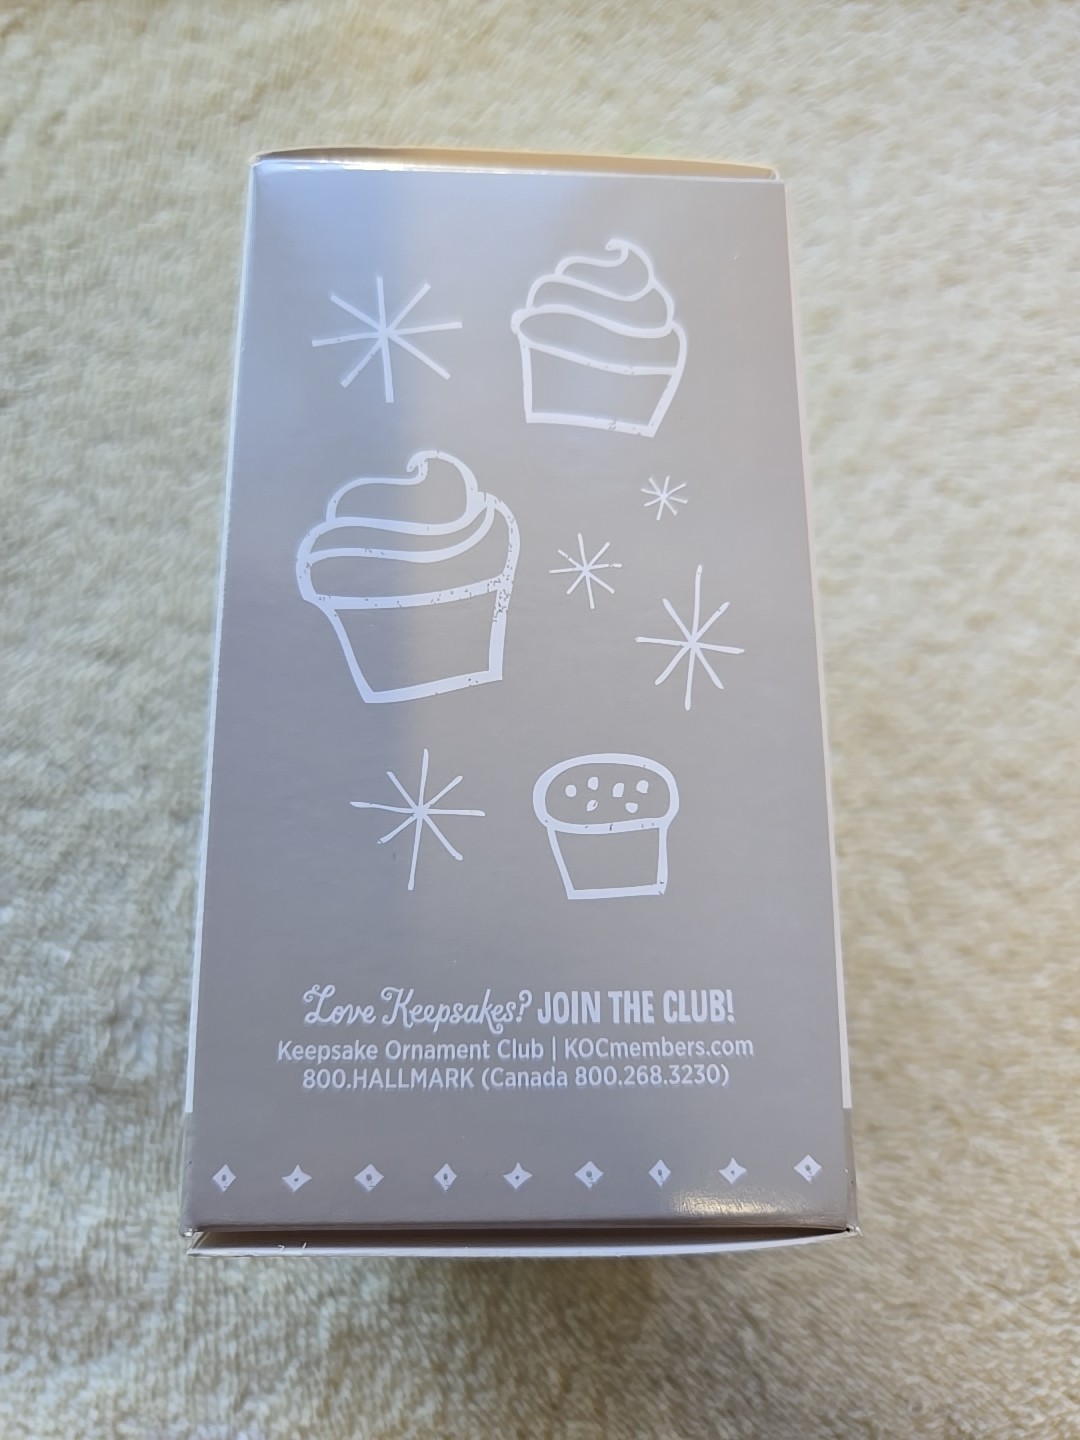 Love Keepsakes? JOIN THE CLUB!
Keepsake Ornament Club | KOCmembers.com
800.HALLMARK (Canada 800.268.3230)